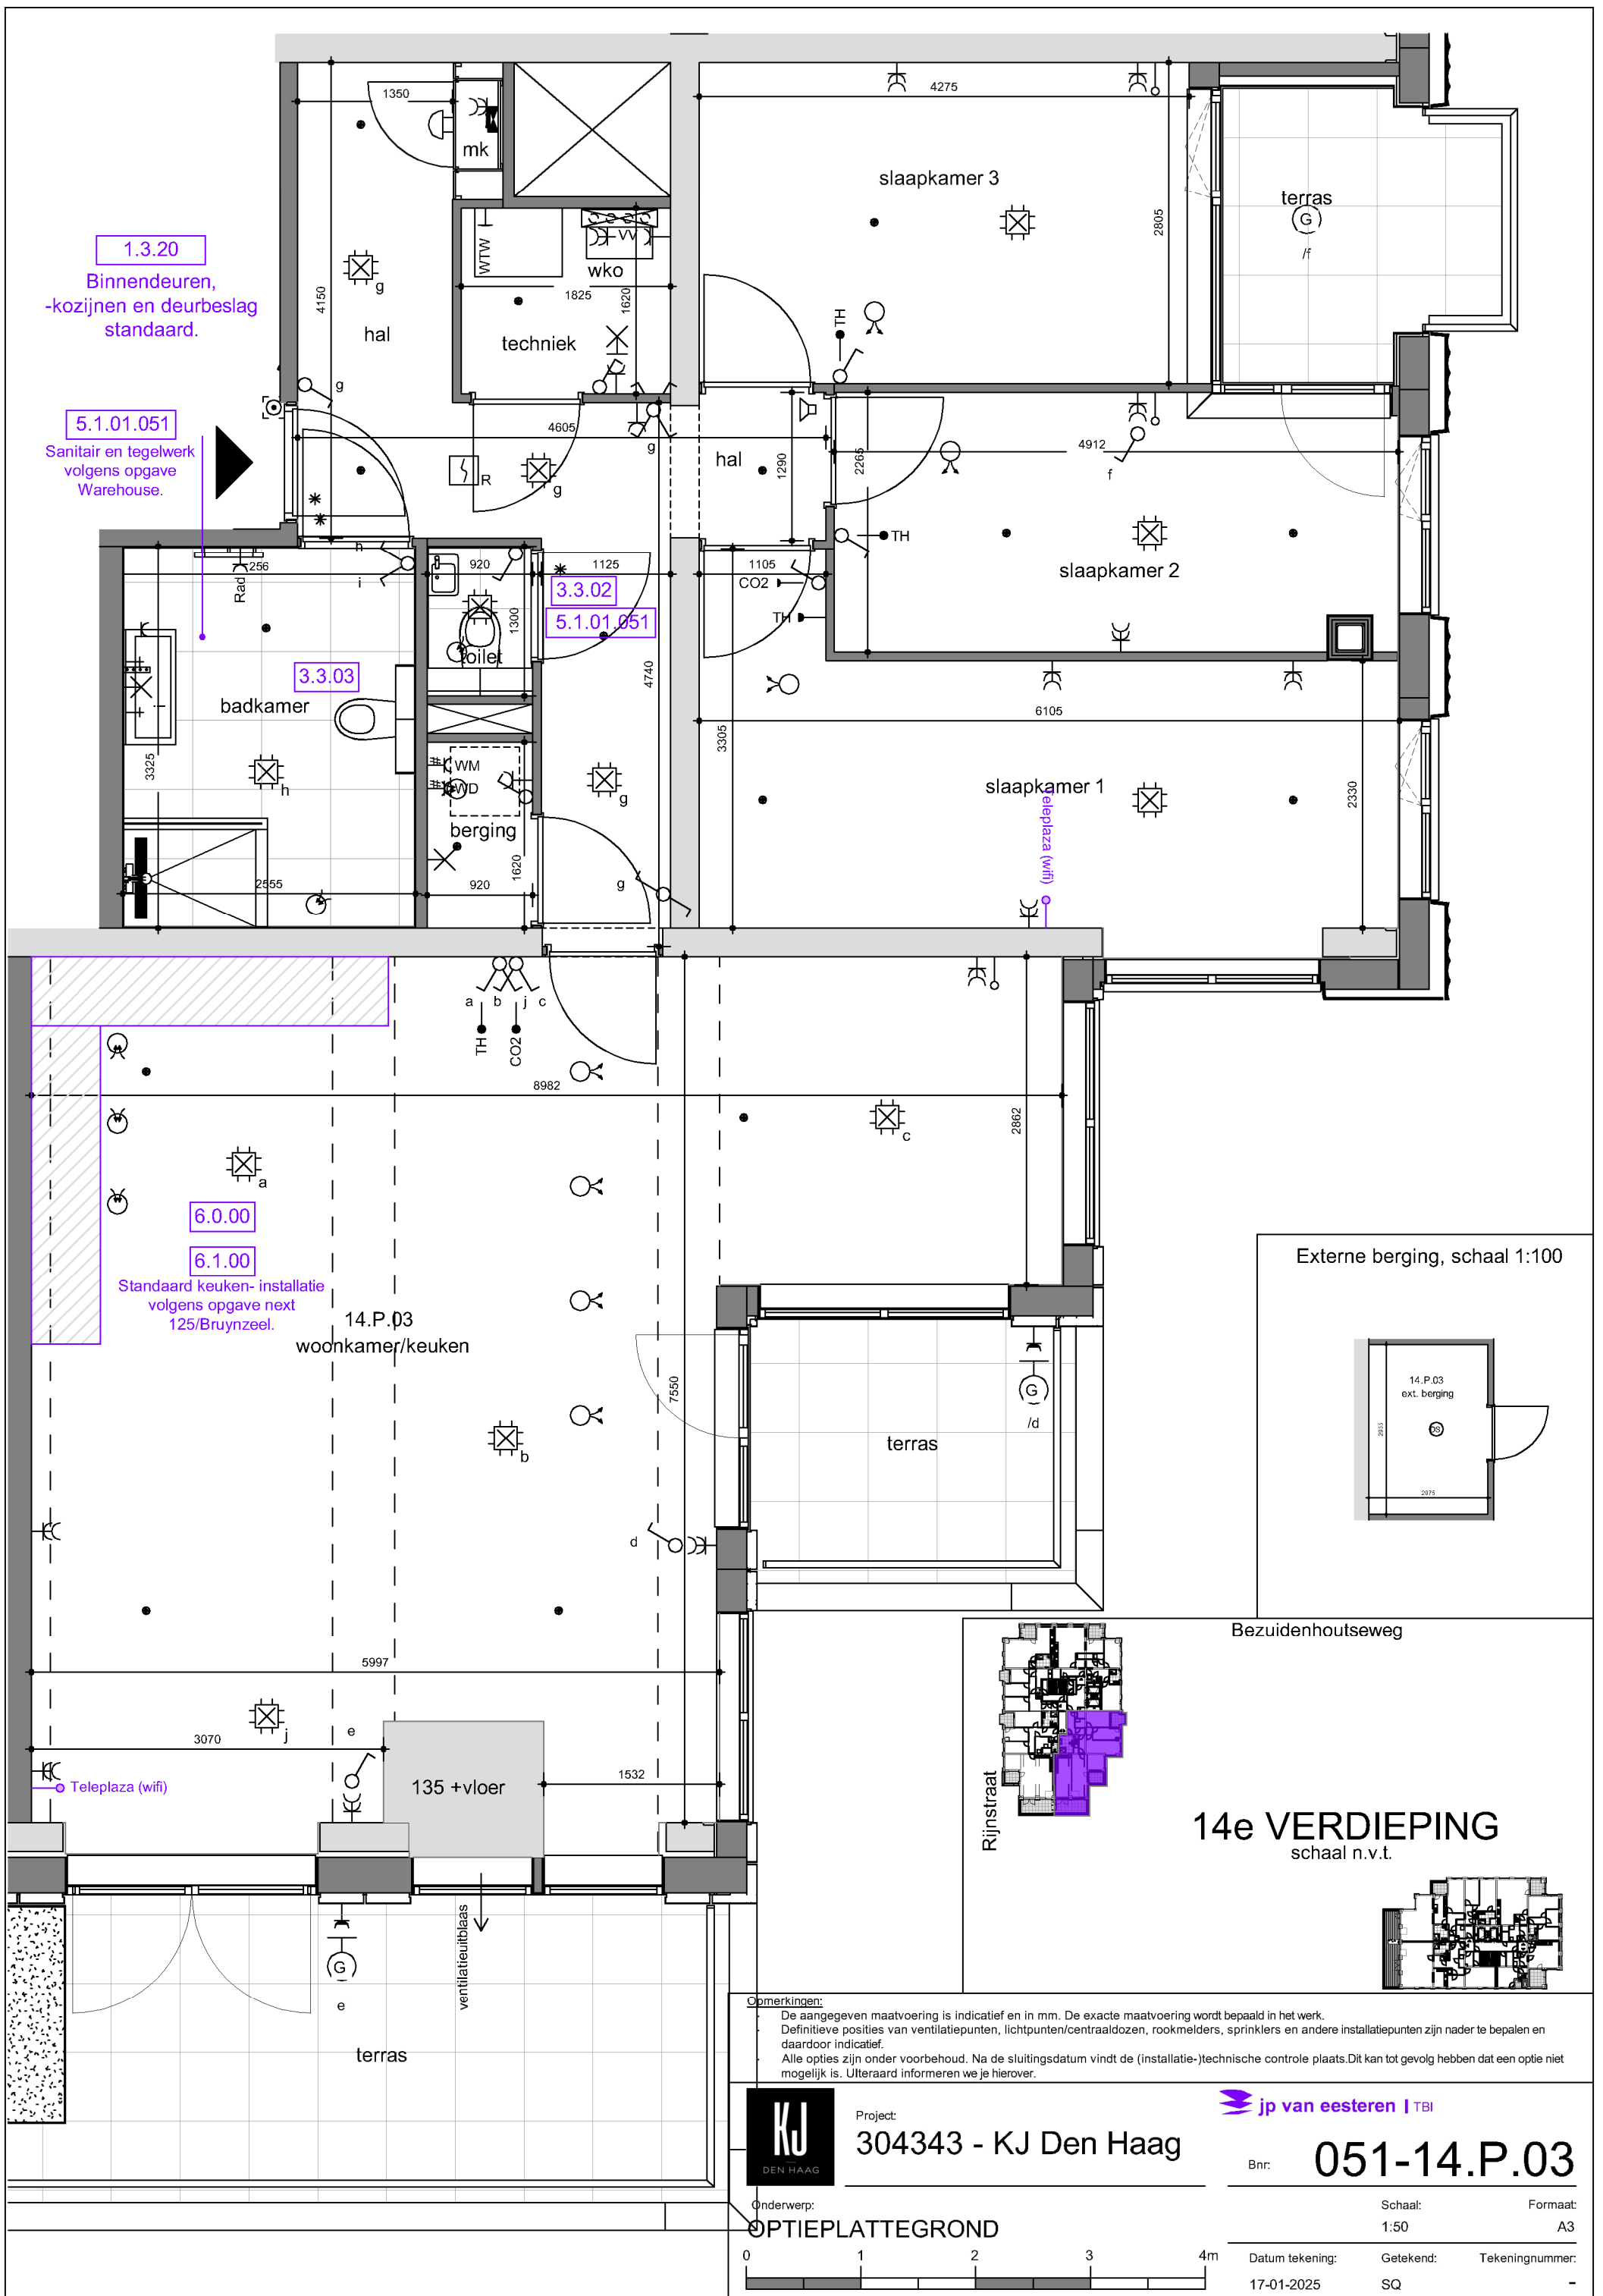 1350
mk
4275
slaapkamer 3
2805
terras
G
/f
1.3.20
Binnendeuren,
-kozijnen en deurbeslag
standaard.
4150
g
hal
WTW
VV
wko
1825
1620
techniek
TH
g
5.1.01.051
Sanitair en tegelwerk
volgens opgave
Warehouse.
4605
g
R
g
hal
1290
2265
4912
f
TH
slaapkamer 2
h
i
256
Rad
920
1300
toilet
1125
3.3.02
5.1.01.051
1105
CO2
TH
4740
3.3.03
badkamer
3325
h
2555
WM
WD
berging
1620
920
g
g
3305
6105
slaapkamer 1
2330
Teleplaza (wifi)
a b j c
TH
CO2
8982
2862
c
a
6.0.00
6.1.00
Standaard keuken- installatie
volgens opgave next
125/Bruynzeel.
14.P.03
woonkamer/keuken
7550
b
d
terras
G
/d
Externe berging, schaal 1:100
14.P.03
ext. berging
2935
2075
5997
j
e
3070
135 +vloer
1532
Teleplaza (wifi)
ventilatieuitblaas
G
e
terras
Bezuidenhoutseweg
Rijnstraat
14e VERDIEPING
schaal n.v.t.
Opmerkingen:
- De aangegeven maatvoering is indicatief en in mm. De exacte maatvoering wordt bepaald in het werk.
- Definitieve posities van ventilatiepunten, lichtpunten/centraaldozen, rookmelders, sprinklers en andere installatiepunten zijn nader te bepalen en
daardoor indicatief.
- Alle opties zijn onder voorbehoud. Na de sluitingsdatum vindt de (installatie-)technische controle plaats.Dit kan tot gevolg hebben dat een optie niet
mogelijk is. Uiteraard informeren we je hierover.
KJ
DEN HAAG
Project:
304343 - KJ Den Haag
jp van eesteren | TBI
Bnr:
051-14.P.03
Onderwerp:
OPTIEPLATTEGROND
Schaal:
1:50
Formaat:
A3
0 1 2 3 4m
Datum tekening:
17-01-2025
Getekend:
SQ
Tekeningnummer:
-